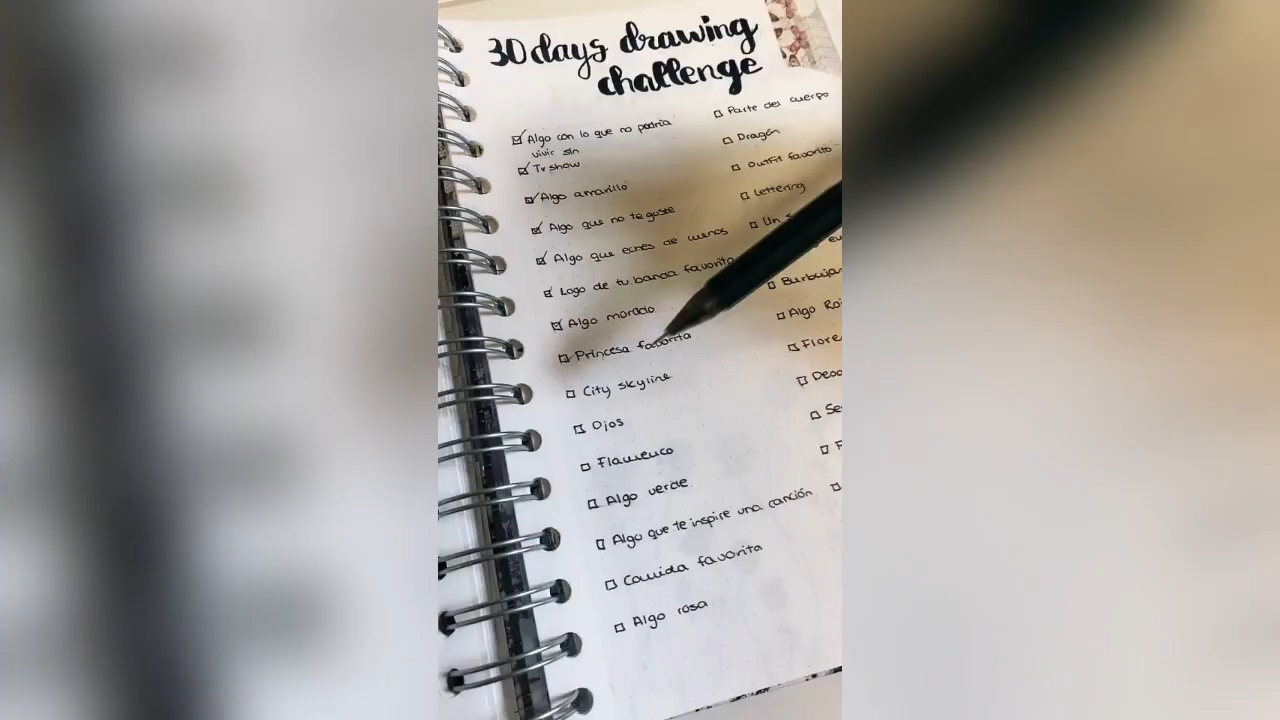 30 days drawing
challenge
Algo con lo que no podría
vivir sin
Tv show
Algo amarillo
Algo que no te guste
Algo que eches de menos
Logo de tu banda favorita
Algo morado
Princesa favorita
City skyline
Ojos
Flamenco
Algo verde
Algo que te inspire una canción
Comida favorita
Algo rosa
Parte del cuerpo
Dragón
Outfit favorito
Lettering
Un
Burbuja
Algo